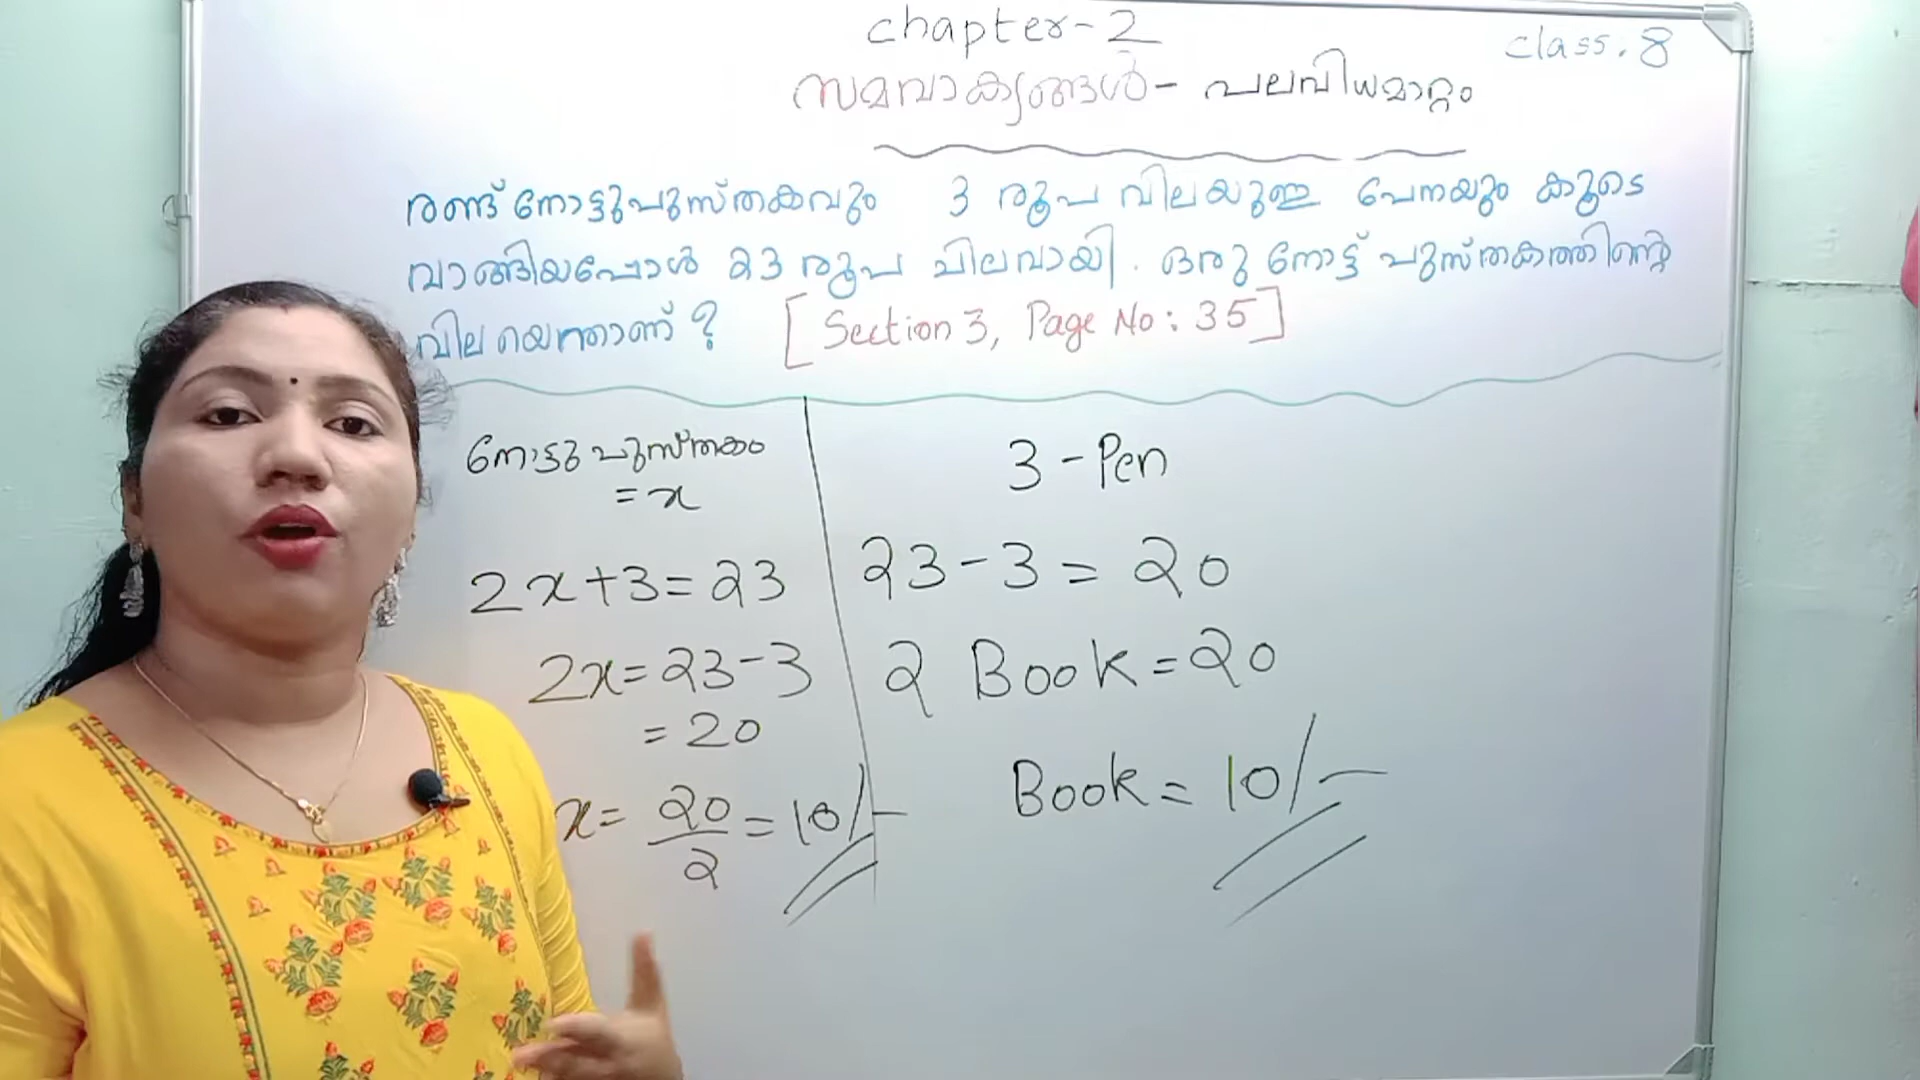 chapter-2
class.8
സമവാക്യങ്ങൾ- പലവിധമാറ്റം
രണ്ട് നോട്ടുപുസ്തകവും 3 രൂപ വിലയുള്ള പേനയും കൂടെ
വാങ്ങിയപ്പോൾ 23 രൂപ ചിലവായി. ഒരു നോട്ട് പുസ്തകത്തിന്റെ
വില യെന്താണ്? [Section 3, Page No: 35]
നോട്ടുപുസ്തകം
= x
2x+3=23
2x=23-3
=20
x= 20/2 = 10/-
3 - Pen
23-3= 20
2 Book = 20
Book = 10/-